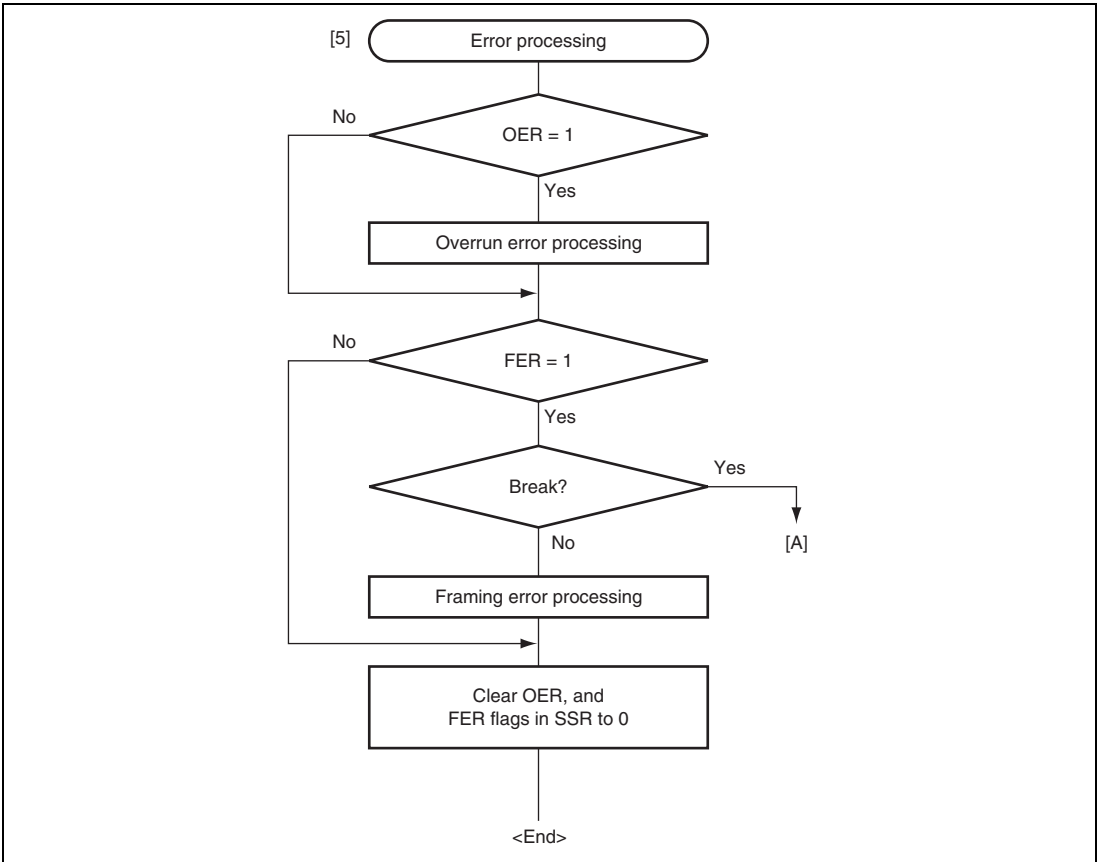 [5]
Error processing
No
OER = 1
Yes
Overrun error processing
No
FER = 1
Yes
Break?
Yes
[A]
No
Framing error processing
Clear OER, and
FER flags in SSR to 0
<End>